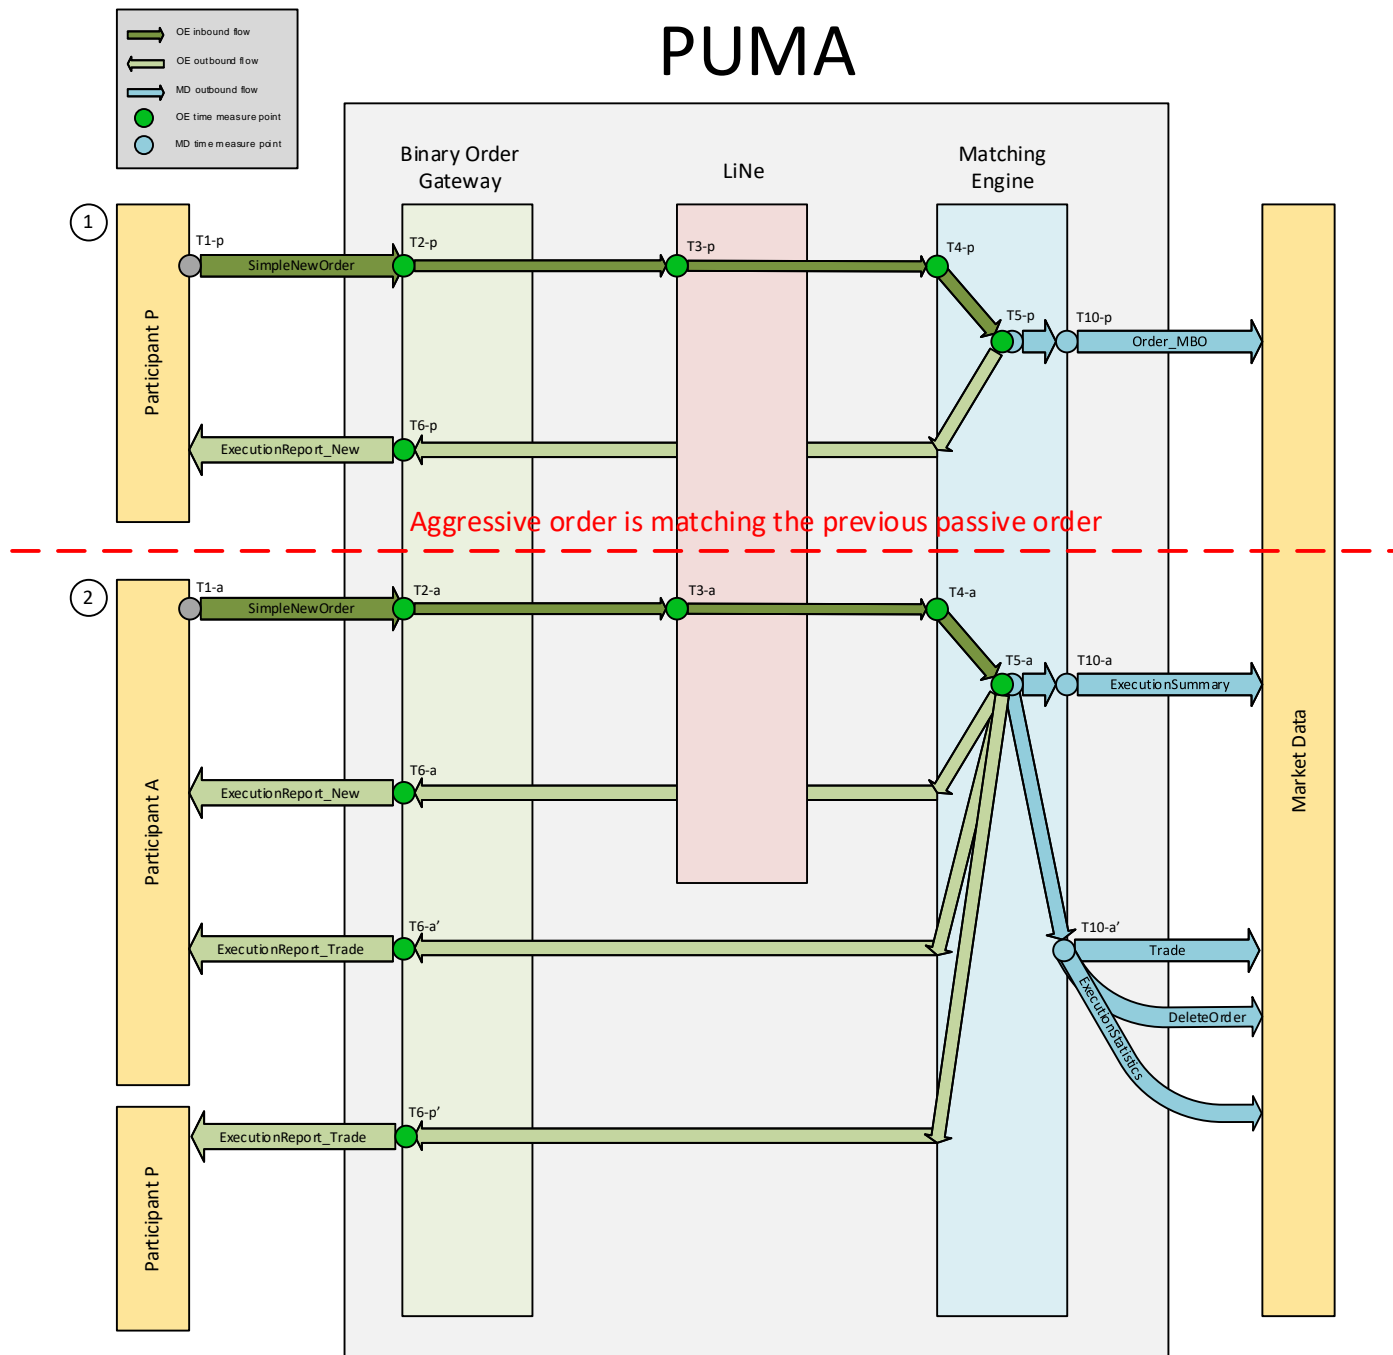 OE inbound flow
OE outbound flow
MD outbound flow
OE time measure point
MD time measure point
PUMA
Binary Order
Gateway
LiNe
Matching
Engine
1
Participant P
T1-p
SimpleNewOrder
T2-p
T3-p
T4-p
T5-p
T10-p
Order_MBO
T6-p
ExecutionReport_New
Aggressive order is matching the previous passive order
2
Participant A
T1-a
SimpleNewOrder
T2-a
T3-a
T4-a
T5-a
T10-a
ExecutionSummary
Market Data
T6-a
ExecutionReport_New
T6-a’
ExecutionReport_Trade
T10-a’
Trade
DeleteOrder
ExecutionStatistics
T6-p’
ExecutionReport_Trade
Participant P